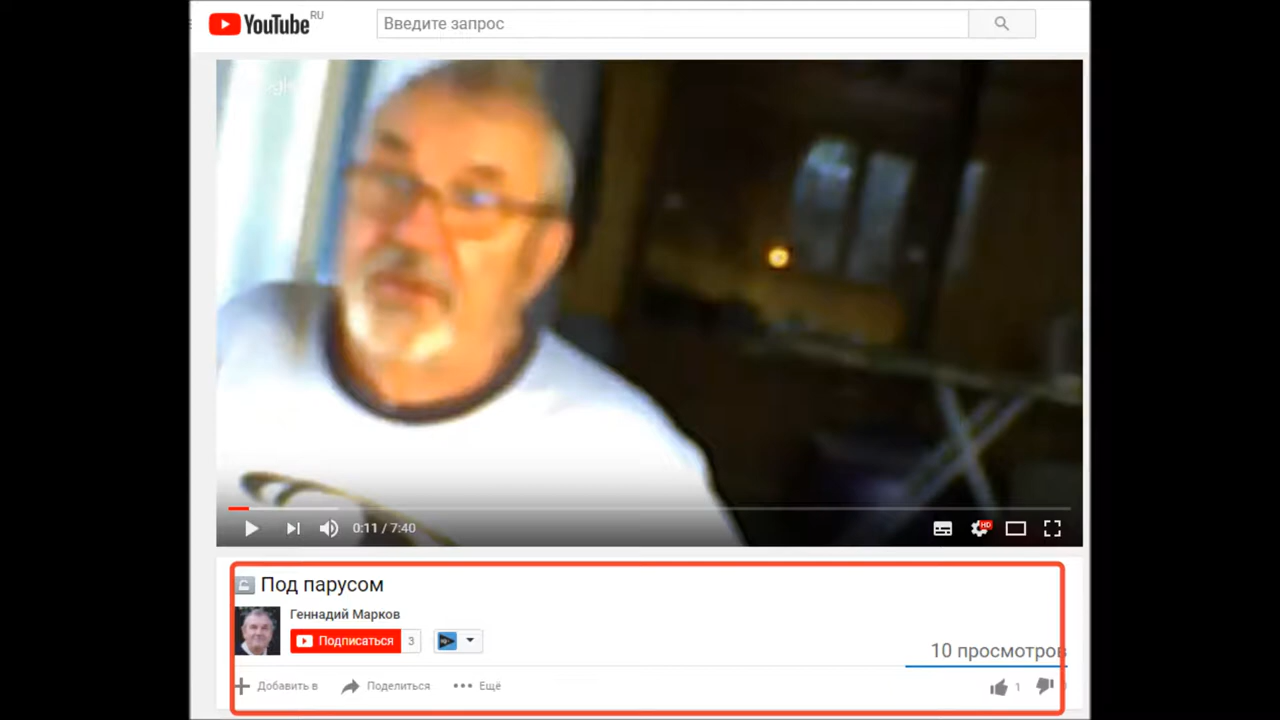 YouTube RU
Введите запрос
0:11 / 7:40
HD
Под парусом
Геннадий Марков
Подписаться 3
10 просмотров
Добавить в Поделиться Ещё
1